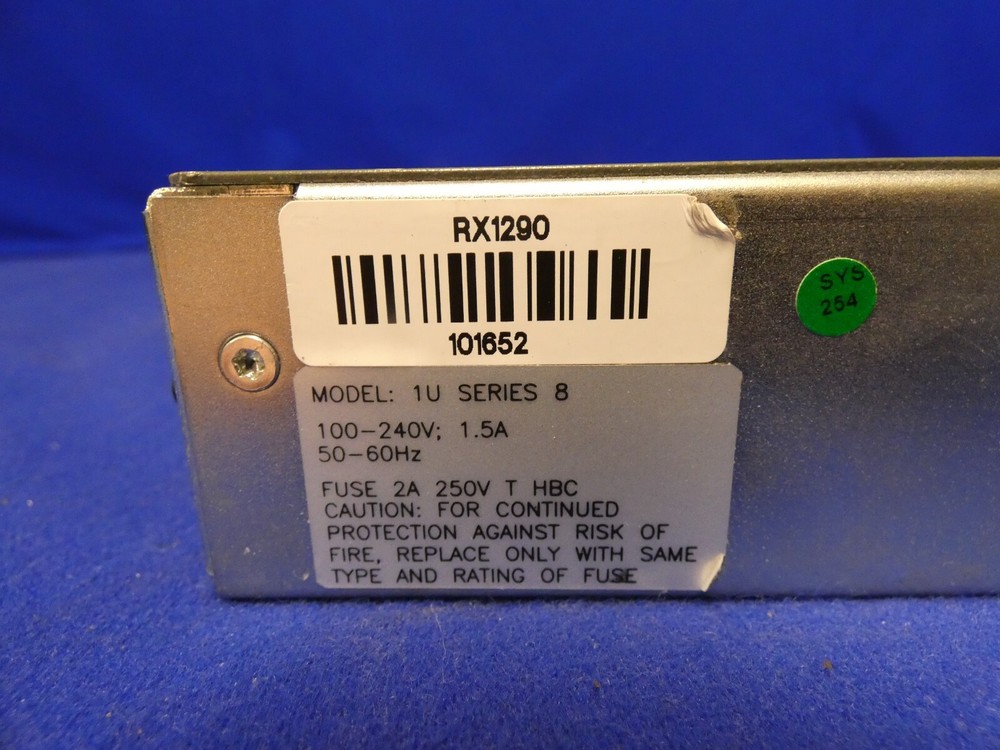 RX1290
101652
SYS
254
MODEL: 1U SERIES 8
100-240V; 1.5A
50-60Hz
FUSE 2A 250V T HBC
CAUTION: FOR CONTINUED
PROTECTION AGAINST RISK OF
FIRE, REPLACE ONLY WITH SAME
TYPE AND RATING OF FUSE